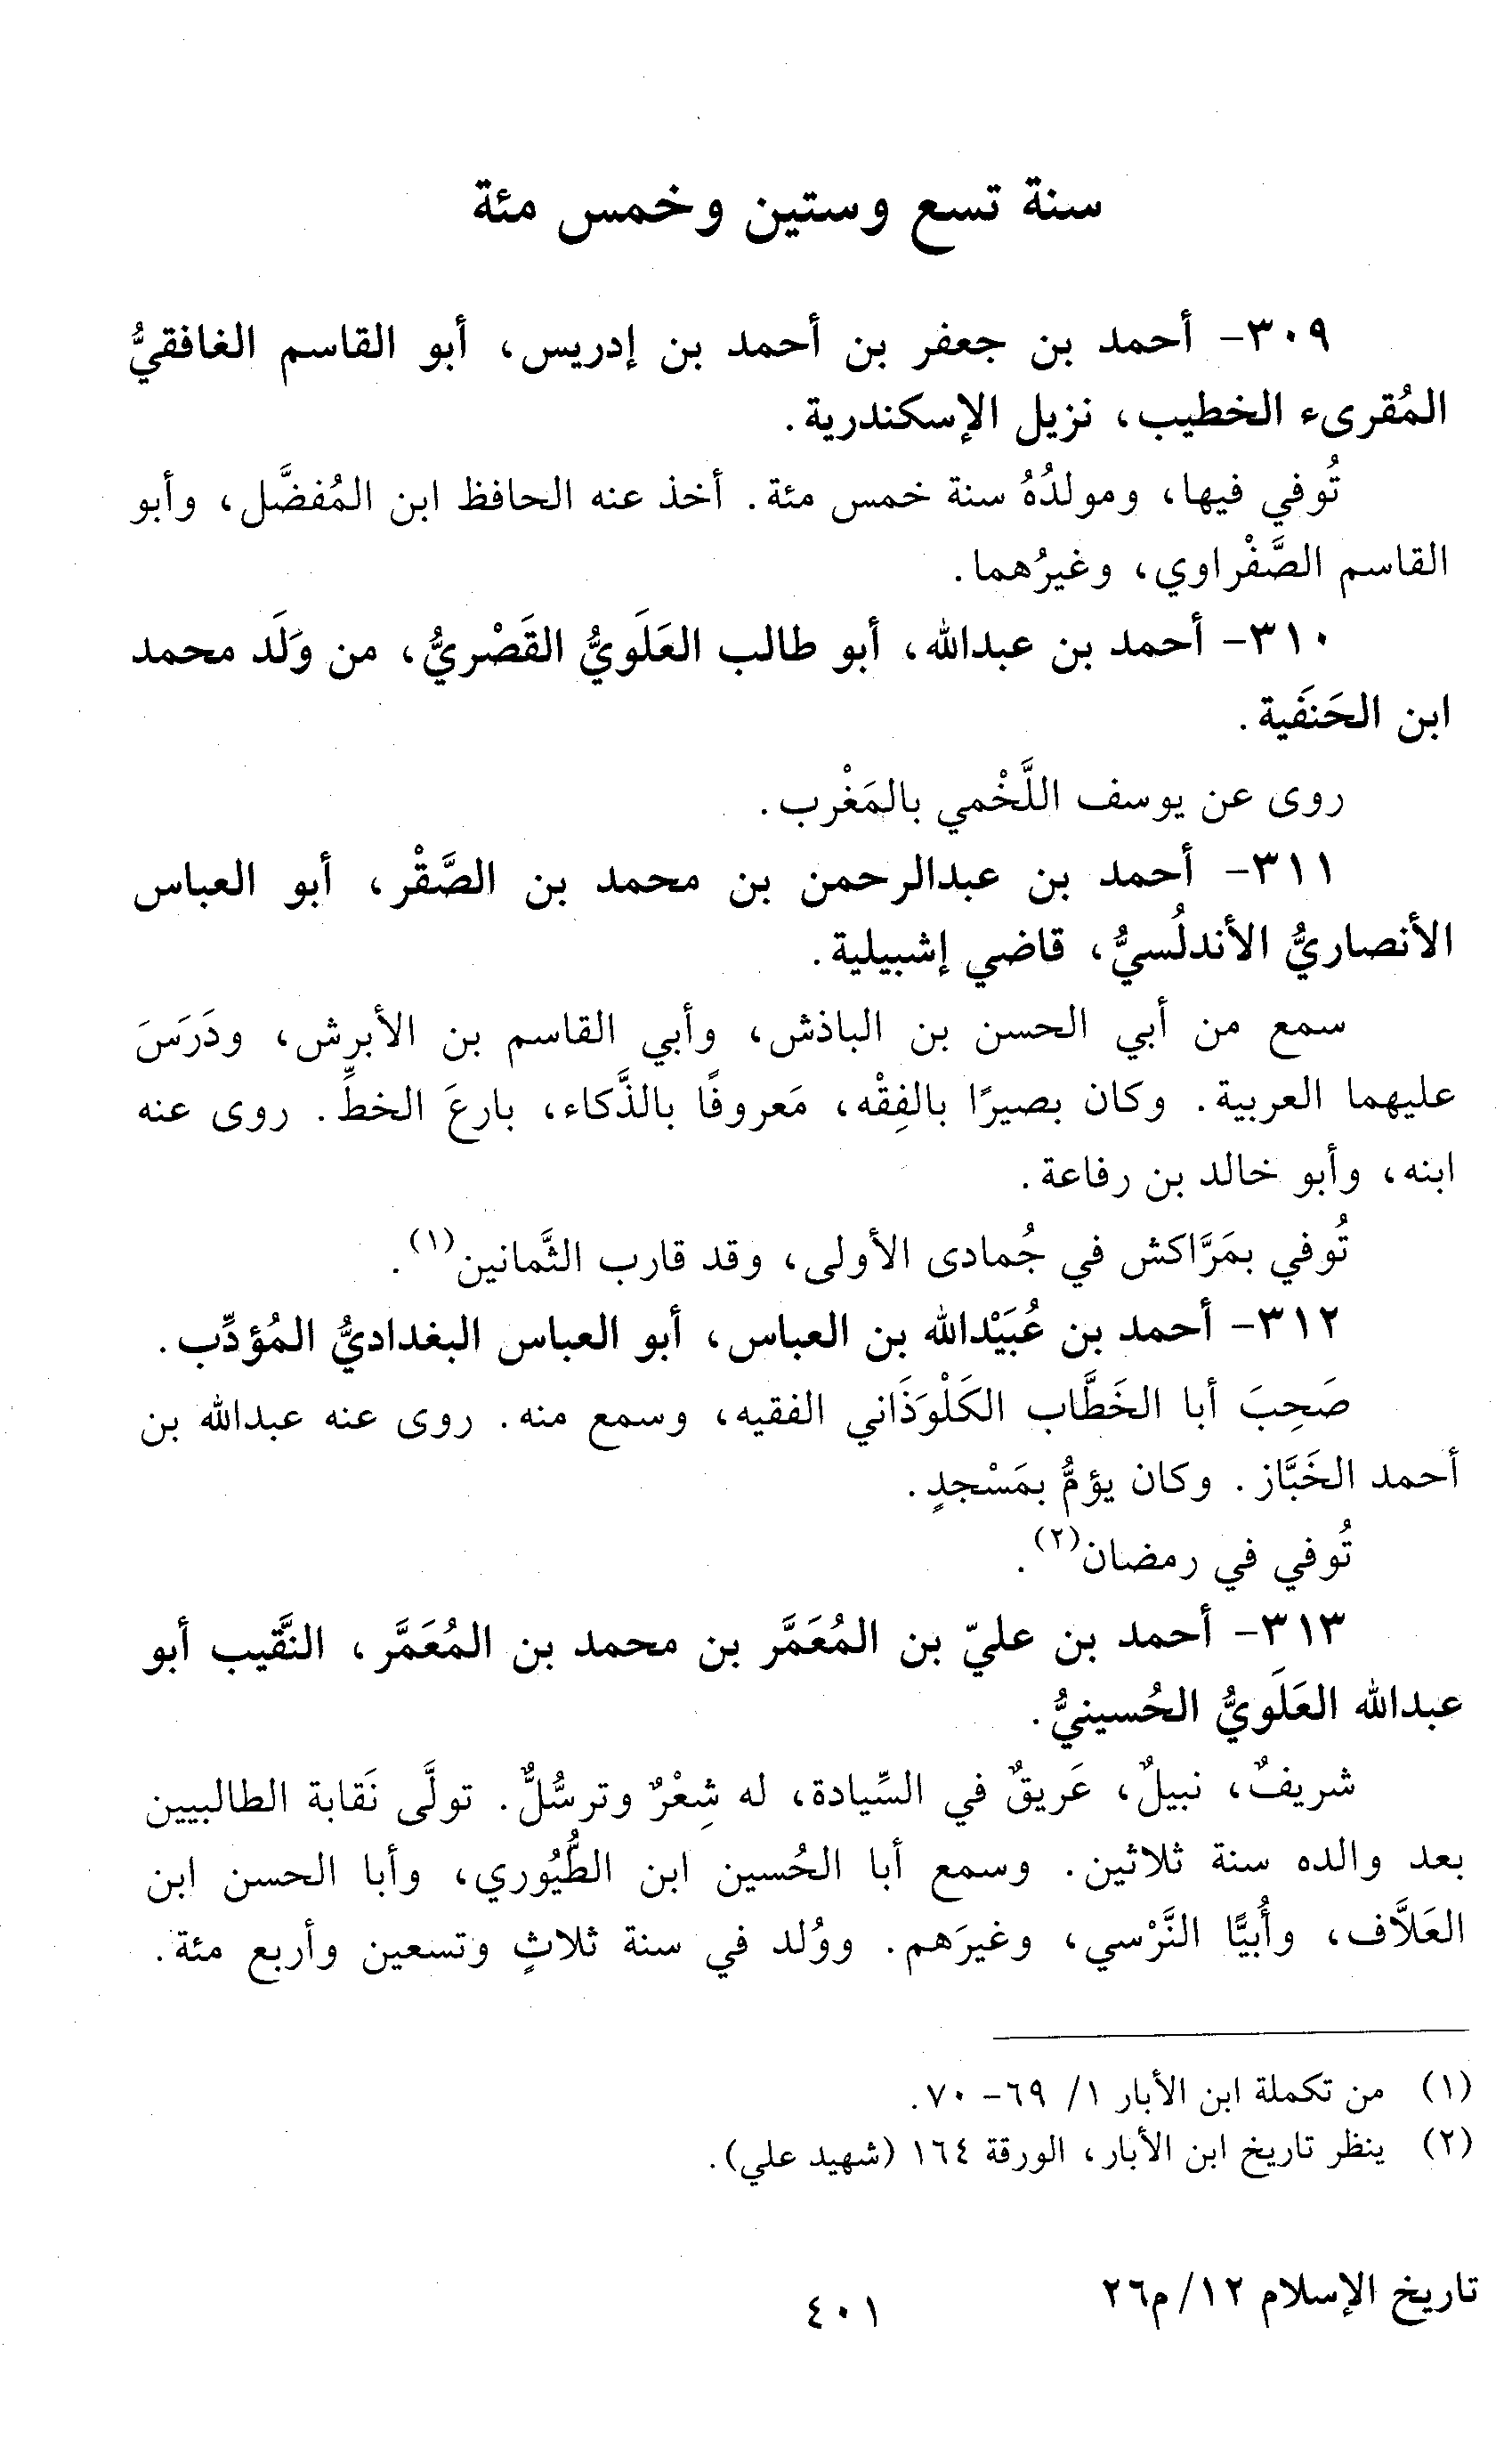 سنة تسع وستين وخمس مئة
٣٠٩- أحمد بن جعفر بن أحمد بن إدريس، أبو القاسم الغافقيُّ
المُقرىء الخطيب، نزيل الإسكندرية.
تُوفي فيها، ومولدُهُ سنة خمس مئة. أخذ عنه الحافظ ابن المُفضَّل، وأبو
القاسم الصَّفْراوي، وغيرُهما.
٣١٠- أحمد بن عبدالله، أبو طالب العَلَويُّ القَصْريُّ، من وَلَد محمد
ابن الحَنَفية.
روى عن يوسف اللَّخْمي بالمَغْرب.
٣١١- أحمد بن عبدالرحمن بن محمد بن الصَّقْر، أبو العباس
الأنصاريُّ الأندلُسيُّ، قاضي إشبيلية.
سمع من أبي الحسن بن الباذش، وأبي القاسم بن الأبرش، ودَرَسَ
عليهما العربية. وكان بصيرًا بالفِقْه، مَعروفًا بالذَّكاء، بارعَ الخطِّ. روى عنه
ابنه، وأبو خالد بن رفاعة.
تُوفي بمَرَّاكش في جُمادى الأولى، وقد قارب الثَّمانين(١).
٣١٢- أحمد بن عُبَيْدالله بن العباس، أبو العباس البغداديُّ المُؤدِّب.
صَحِبَ أبا الخَطَّاب الكَلْوَذَاني الفقيه، وسمع منه. روى عنه عبدالله بن
أحمد الخَبَّاز. وكان يؤمُّ بمَسْجدٍ.
تُوفي في رمضان(٢).
٣١٣- أحمد بن عليّ بن المُعَمَّر بن محمد بن المُعَمَّر، النَّقيب أبو
عبدالله العَلَويُّ الحُسينيُّ.
شريفٌ، نبيلٌ، عَريقٌ في السِّيادة، له شِعْرٌ وترسُّلٌ. تولَّى نَقابة الطالبيين
بعد والده سنة ثلاثين. وسمع أبا الحُسين ابن الطُّيُوري، وأبا الحسن ابن
العَلاَّف، وأُبيًّا النَّرْسي، وغيرَهم. ووُلد في سنة ثلاثٍ وتسعين وأربع مئة.
(١) من تكملة ابن الأبار ١/ ٦٩- ٧٠.
(٢) ينظر تاريخ ابن الأبار، الورقة ١٦٤ (شهيد علي).
تاريخ الإسلام ١٢/م٢٦
٤٠١